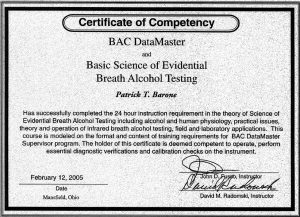 Certificate of Competency
BAC DataMaster
and
Basic Science of Evidential
Breath Alcohol Testing
Patrick T. Barone
Has successfully completed the 24 hour instruction requirement in the theory of Science of
Evidential Breath Alcohol Testing including alcohol and human physiology, practical issues,
theory and operation of infrared breath alcohol testing, field and laboratory applications. This
course is modeled on the format and content of training requirements for BAC DataMaster
Supervisor program. The holder of this certificate is deemed competent to operate, perform
essential diagnostic verifications and calibration checks on the instrument.
February 12, 2005
Date
Mansfield, Ohio
John D. Fusco, Instructor
David M. Radomski, Instructor